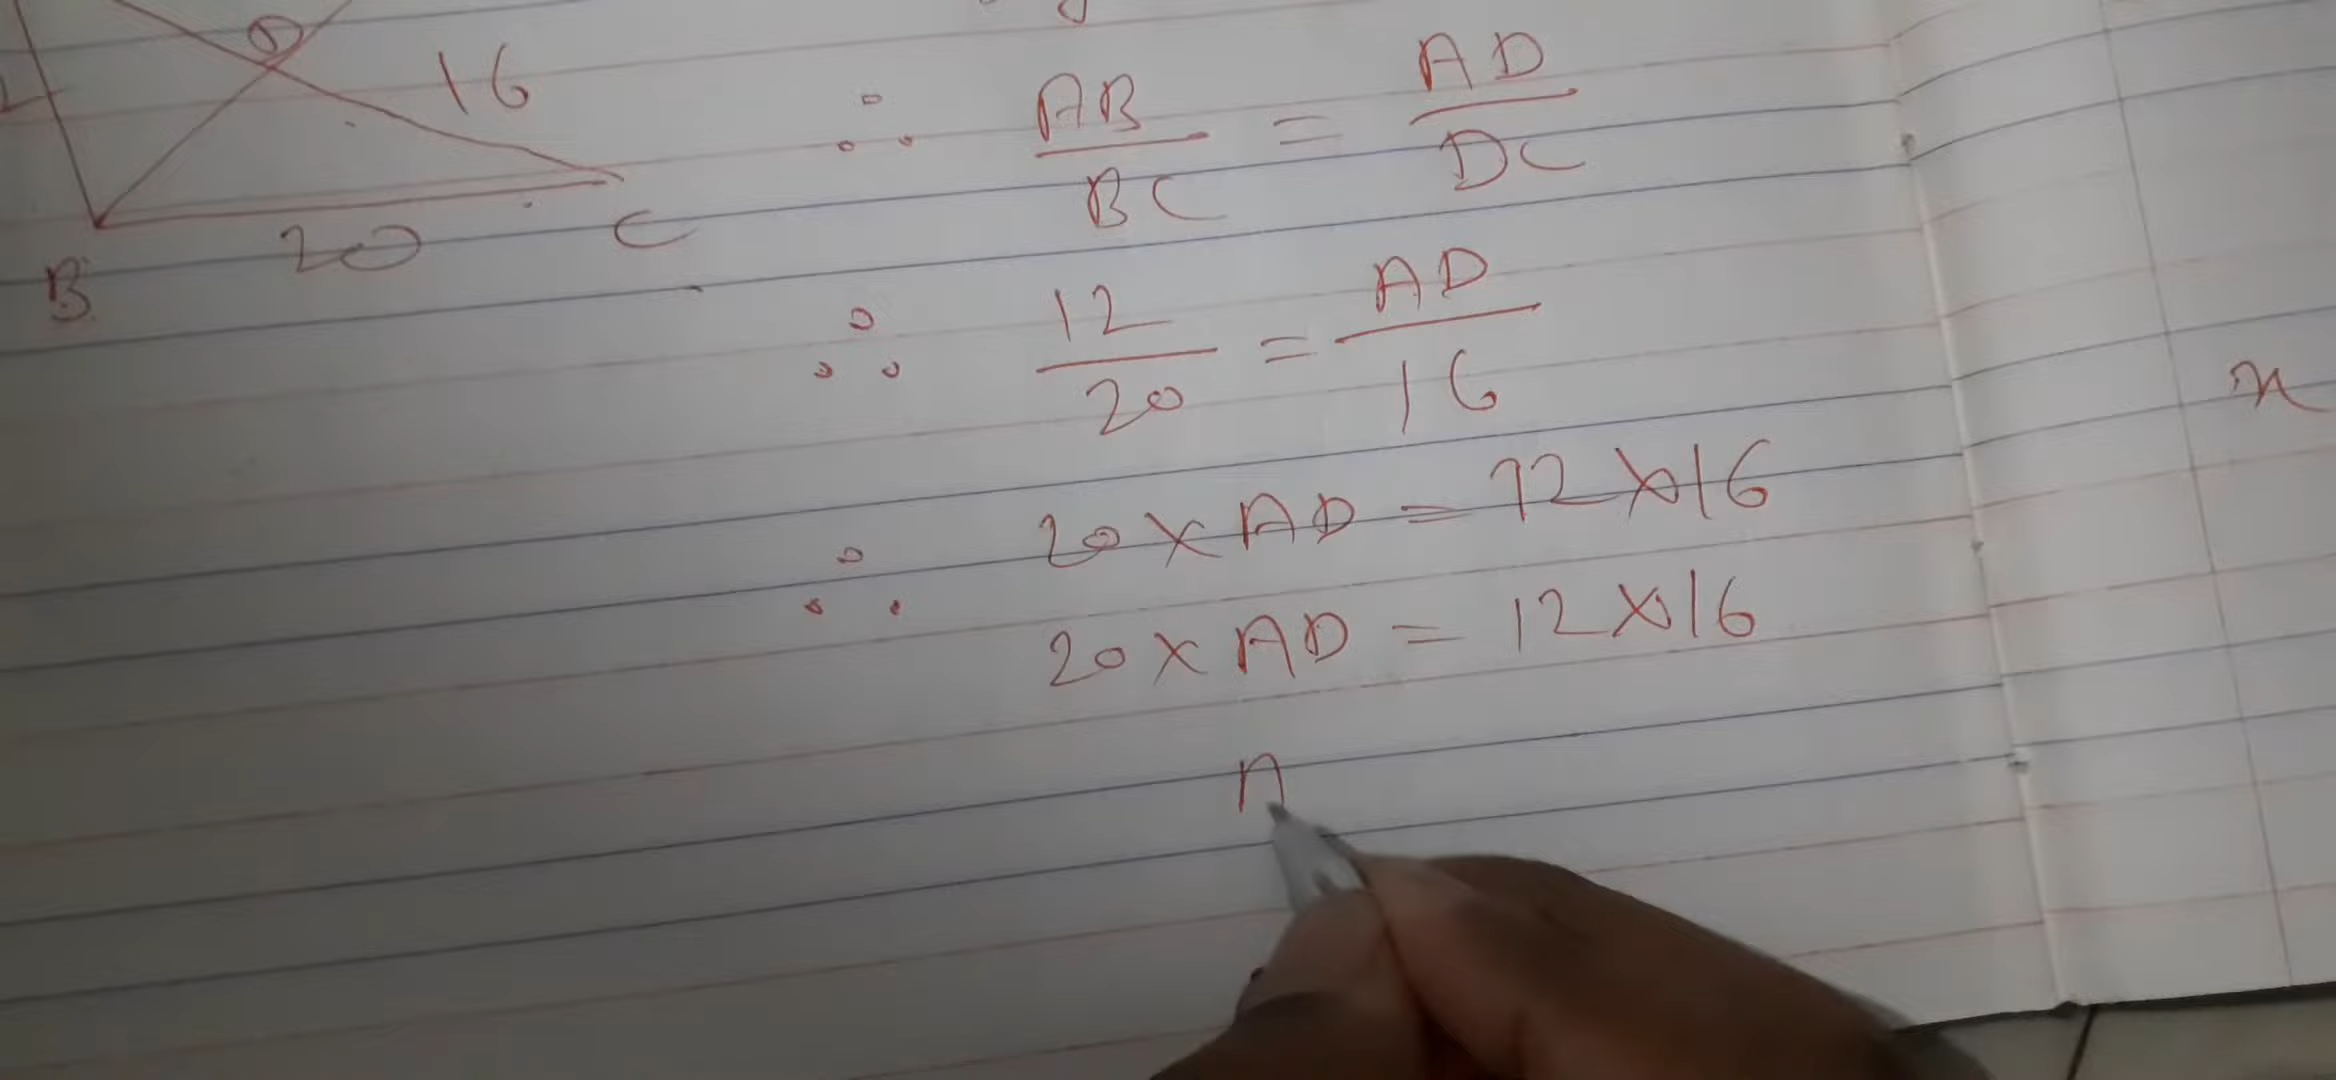 D
16
20
C
B
∴ AB/BC = AD/DC
∴ 12/20 = AD/16
∴ 20 × AD = 12 × 16
20 × AD = 12 × 16
A
x